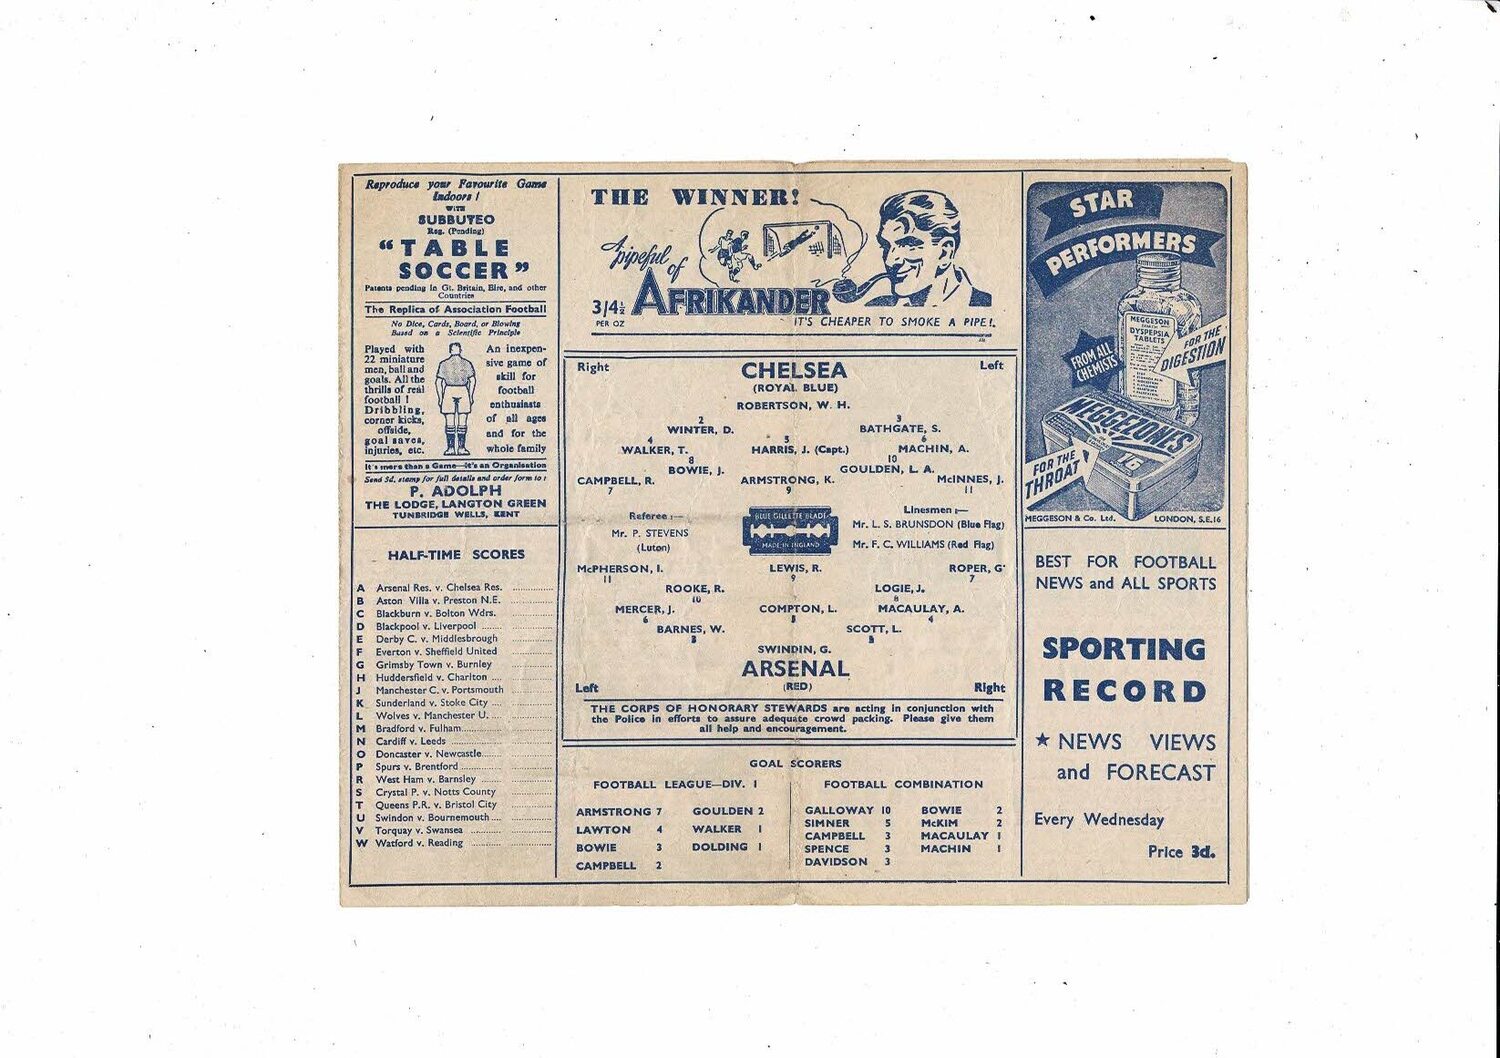 Reproduce your Favourite Game
Indoors !
WITH
SUBBUTEO
Reg. (Pending)
"TABLE
SOCCER"
Patents pending in Gt. Britain, Eire, and other
Countries
The Replica of Association Football
No Dice, Cards, Board, or Blowing
Based on a Scientific Principle
Played with
22 miniature
men, ball and
goals. All the
thrills of real
football !
Dribbling,
corner kicks,
offside,
goal saves,
injuries, etc.
An inexpen-
sive game of
skill for
football
enthusiasts
of all ages
and for the
whole family
It's more than a Game—it's an Organisation
Send 3d. stamp for full details and order form to :
P. ADOLPH
THE LODGE, LANGTON GREEN
TUNBRIDGE WELLS, KENT
HALF-TIME SCORES
A Arsenal Res. v. Chelsea Res. ............
B Aston Villa v. Preston N.E. ............
C Blackburn v. Bolton Wdrs. ............
D Blackpool v. Liverpool ............
E Derby C. v. Middlesbrough ............
F Everton v. Sheffield United ............
G Grimsby Town v. Burnley ............
H Huddersfield v. Charlton ............
J Manchester C. v. Portsmouth ............
K Sunderland v. Stoke City ............
L Wolves v. Manchester U. ............
M Bradford v. Fulham ............
N Cardiff v. Leeds ............
O Doncaster v. Newcastle ............
P Spurs v. Brentford ............
R West Ham v. Barnsley ............
S Crystal P. v. Notts County ............
T Queens P.R. v. Bristol City ............
U Swindon v. Bournemouth ............
V Torquay v. Swansea ............
W Watford v. Reading ............
THE WINNER!
A pipeful
of
AFRIKANDER
3/4½
PER OZ
IT'S CHEAPER TO SMOKE A PIPE!.
Right Left
CHELSEA
(ROYAL BLUE)
ROBERTSON, W. H.
2 3
WINTER, D. BATHGATE, S.
4 5 6
WALKER, T. HARRIS, J. (Capt.) MACHIN, A.
8 10
BOWIE, J. GOULDEN, L. A.
CAMPBELL, R. ARMSTRONG, K. McINNES, J.
7 9 11
Referee :—
Mr. P. STEVENS
(Luton)
BLUE GILLETTE BLADE
MADE IN ENGLAND
Linesmen :—
Mr. L. S. BRUNSDON (Blue Flag)
Mr. F. C. WILLIAMS (Red Flag)
McPHERSON, I. LEWIS, R. ROPER, G
11 9 7
ROOKE, R. LOGIE, J.
10 8
MERCER, J. COMPTON, L. MACAULAY, A.
6 4
BARNES, W. SCOTT, L.
SWINDIN, G.
ARSENAL
(RED)
Left Right
THE CORPS OF HONORARY STEWARDS are acting in conjunction with
the Police in efforts to assure adequate crowd packing. Please give them
all help and encouragement.
GOAL SCORERS
FOOTBALL LEAGUE—DIV. 1
ARMSTRONG 7 GOULDEN 2
LAWTON 4 WALKER 1
BOWIE 3 DOLDING 1
CAMPBELL 2
FOOTBALL COMBINATION
GALLOWAY 10 BOWIE 2
SIMNER 5 McKIM 2
CAMPBELL 3 MACAULAY 1
SPENCE 3 MACHIN 1
DAVIDSON 3
STAR
PERFORMERS
MEGGESON
DYSPEPSIA
TABLETS
FOR THE
DIGESTION
FROM ALL
CHEMISTS
MEGGEZONES
1/6
FOR THE
THROAT
MEGGESON & Co. Ltd. LONDON, S.E.16
BEST FOR FOOTBALL
NEWS and ALL SPORTS
SPORTING
RECORD
★ NEWS VIEWS
and FORECAST
Every Wednesday
Price 3d.